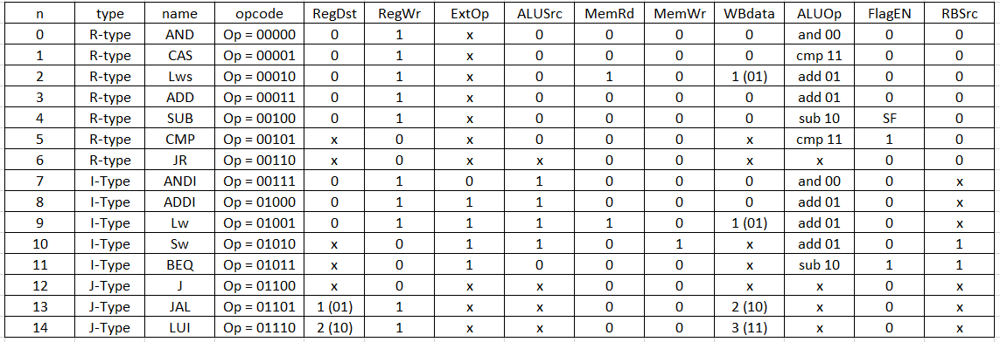 n type name opcode RegDst RegWr ExtOp ALUSrc MemRd MemWr WBdata ALUOp FlagEN RBSrc
0 R-type AND Op = 00000 0 1 x 0 0 0 0 and 00 0 0
1 R-type CAS Op = 00001 0 1 x 0 0 0 0 cmp 11 0 0
2 R-type Lws Op = 00010 0 1 x 0 1 0 1 (01) add 01 0 0
3 R-type ADD Op = 00011 0 1 x 0 0 0 0 add 01 0 0
4 R-type SUB Op = 00100 0 1 x 0 0 0 0 sub 10 SF 0
5 R-type CMP Op = 00101 x 0 x 0 0 0 x cmp 11 1 0
6 R-type JR Op = 00110 x 0 x x 0 0 x x 0 0
7 I-Type ANDI Op = 00111 0 1 0 1 0 0 0 and 00 0 x
8 I-Type ADDI Op = 01000 0 1 1 1 0 0 0 add 01 0 x
9 I-Type Lw Op = 01001 0 1 1 1 1 0 1 (01) add 01 0 x
10 I-Type Sw Op = 01010 x 0 1 1 0 1 x add 01 0 1
11 I-Type BEQ Op = 01011 x 0 1 0 0 0 x sub 10 1 1
12 J-Type J Op = 01100 x 0 x x 0 0 x x 0 x
13 J-Type JAL Op = 01101 1 (01) 1 x x 0 0 2 (10) x 0 x
14 J-Type LUI Op = 01110 2 (10) 1 x x 0 0 3 (11) x 0 x